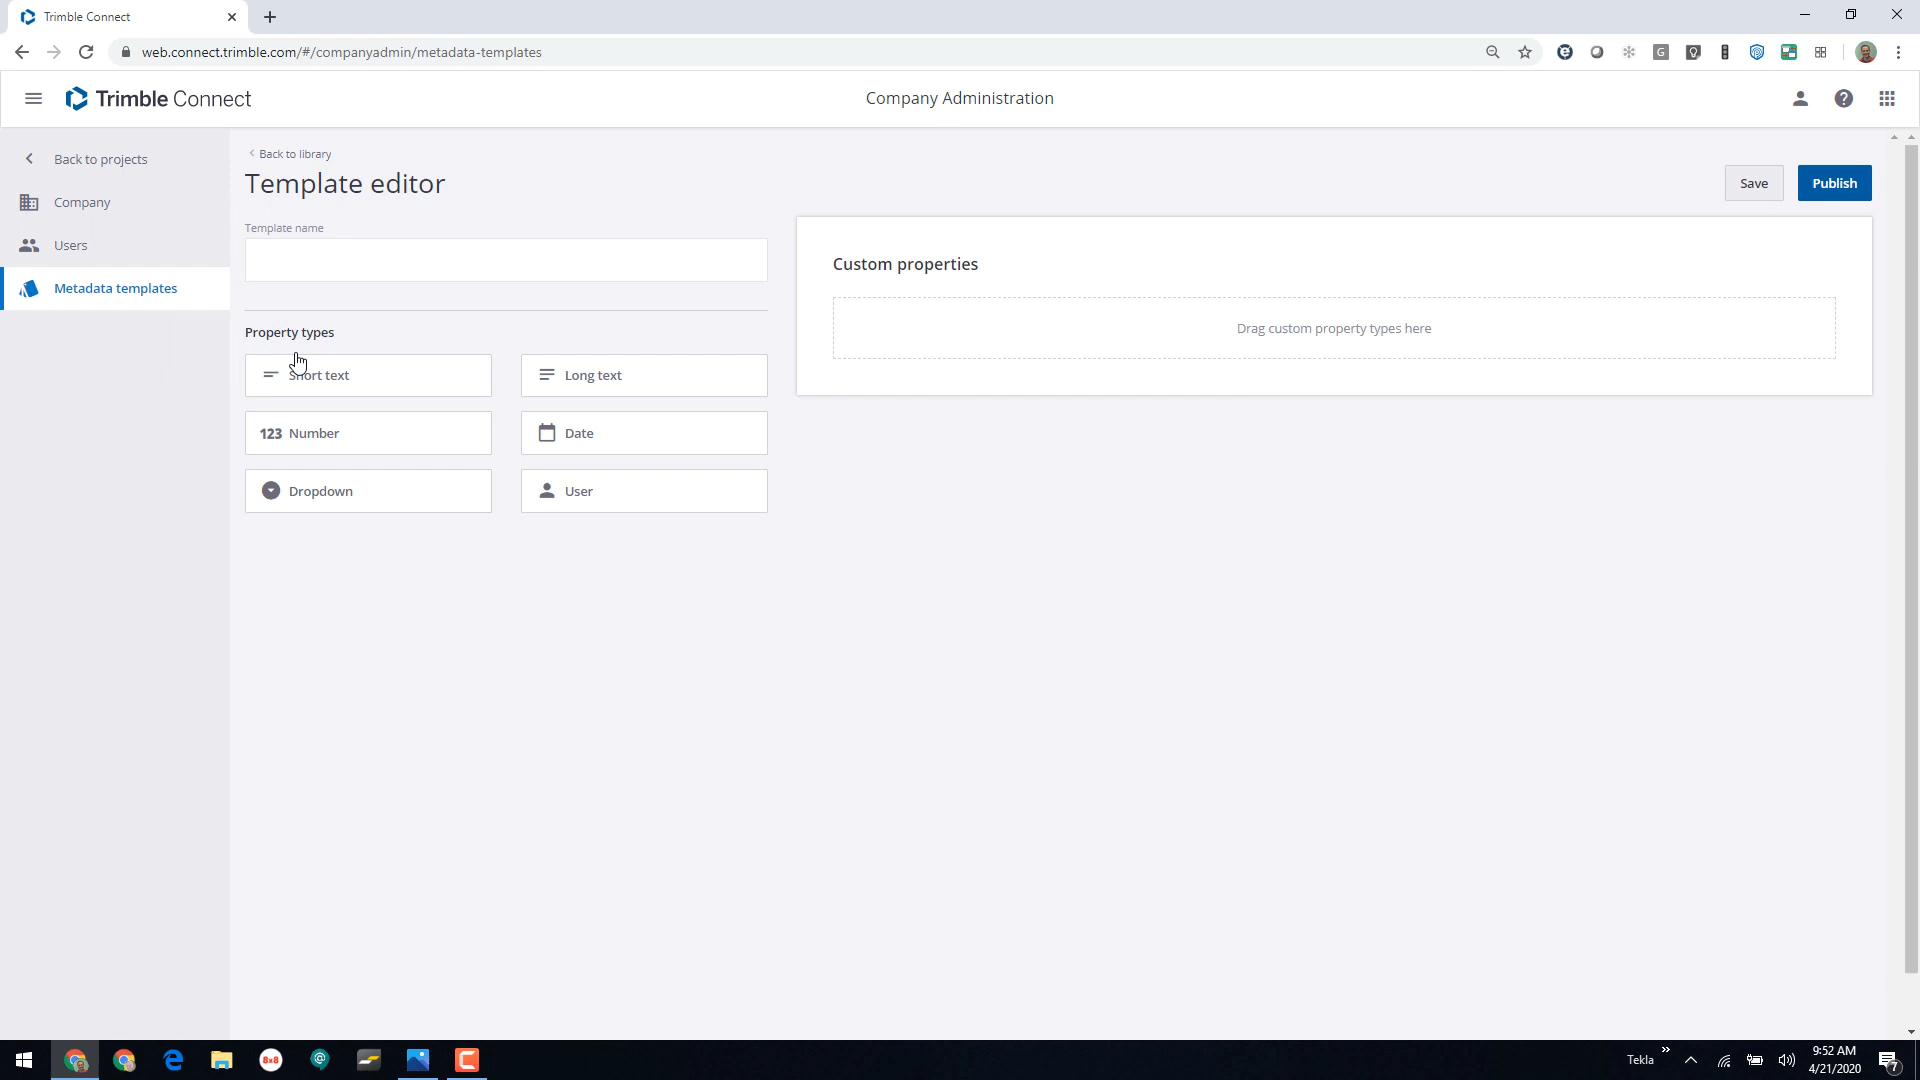 Trimble Connect
web.connect.trimble.com/#/companyadmin/metadata-templates
G
Trimble Connect
Company Administration
Back to projects
Company
Users
Metadata templates
Back to library
Template editor
Save
Publish
Template name
Property types
Short text
Long text
123 Number
Date
Dropdown
User
Custom properties
Drag custom property types here
8x8
Tekla
9:52 AM
4/21/2020
7